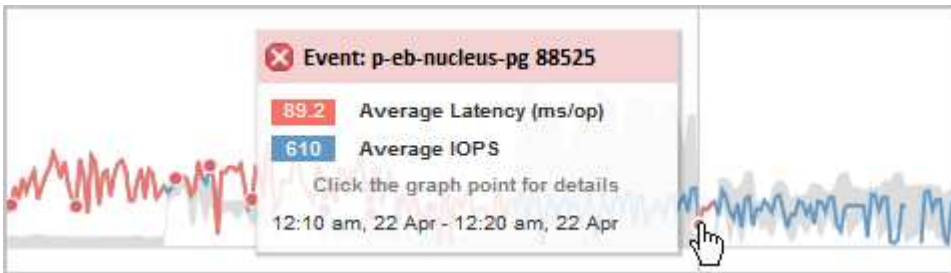 Event: p-eb-nucleus-pg 88525
89.2 Average Latency (ms/op)
610 Average IOPS
Click the graph point for details
12:10 am, 22 Apr - 12:20 am, 22 Apr